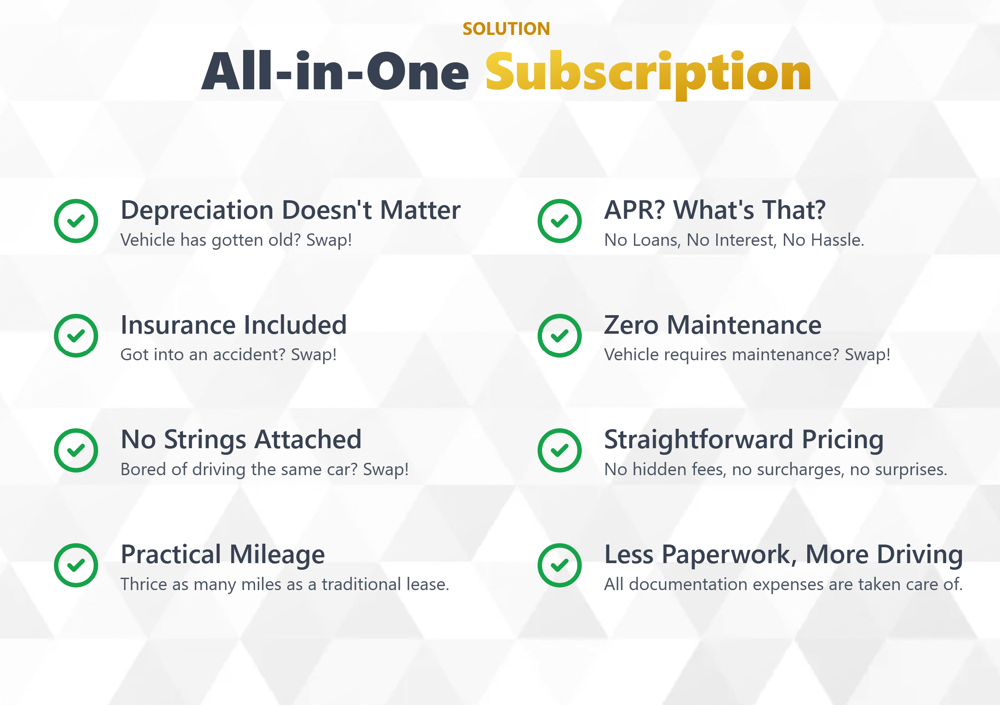 SOLUTION
All-in-One Subscription
Depreciation Doesn't Matter
Vehicle has gotten old? Swap!
APR? What's That?
No Loans, No Interest, No Hassle.
Insurance Included
Got into an accident? Swap!
Zero Maintenance
Vehicle requires maintenance? Swap!
No Strings Attached
Bored of driving the same car? Swap!
Straightforward Pricing
No hidden fees, no surcharges, no surprises.
Practical Mileage
Thrice as many miles as a traditional lease.
Less Paperwork, More Driving
All documentation expenses are taken care of.